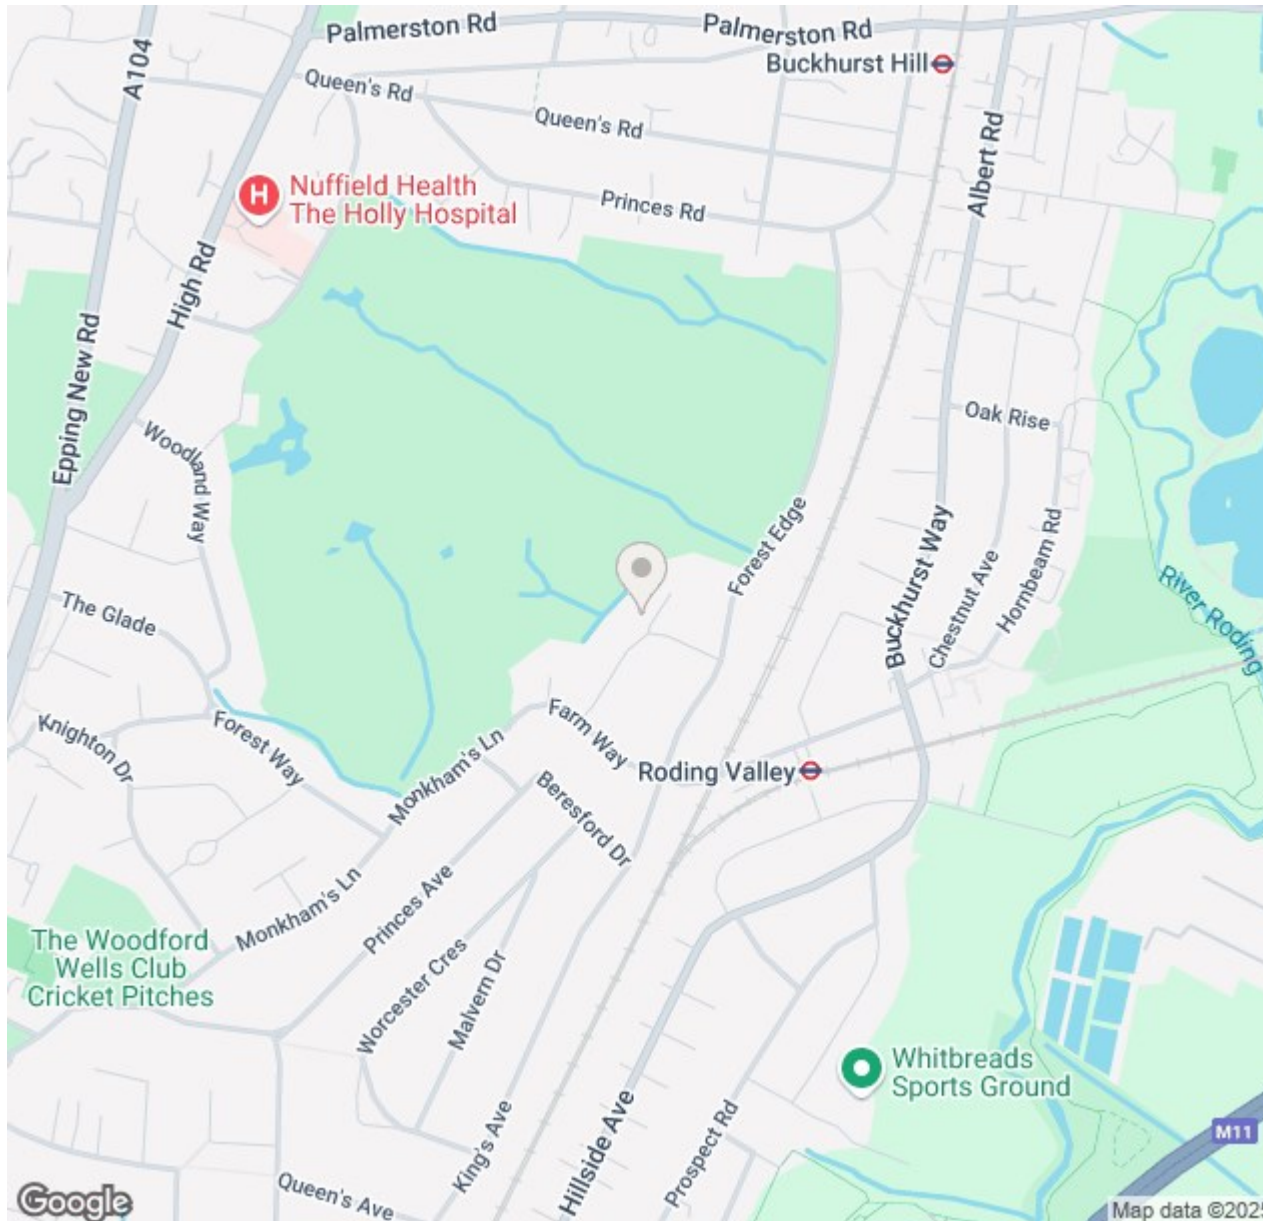 Palmerston Rd
Palmerston Rd
Buckhurst Hill
A104
Queen's Rd
Queen's Rd
Albert Rd
H
Nuffield Health
The Holly Hospital
Princes Rd
High Rd
Epping New Rd
Woodland Way
Oak Rise
Forest Edge
Buckhurst Way
Chestnut Ave
Hornbeam Rd
River Roding
The Glade
Knighton Dr
Forest Way
Monkham's Ln
Farm Way
Roding Valley
Beresford Dr
Monkham's Ln
Princes Ave
The Woodford
Wells Club
Cricket Pitches
Worcester Cres
Malvern Dr
Whitbreads
Sports Ground
King's Ave
Hillside Ave
Prospect Rd
M11
Queen's Ave
Google
Map data ©2025